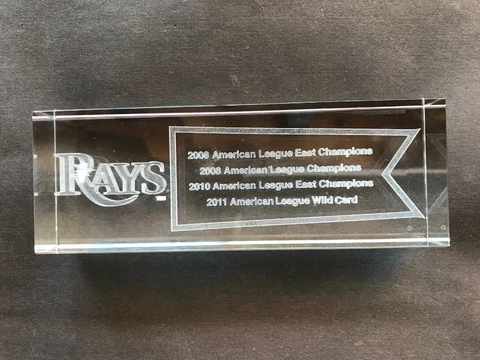 RAYS
2008 American League East Champions
2008 American League Champions
2010 American League East Champions
2011 American League Wild Card